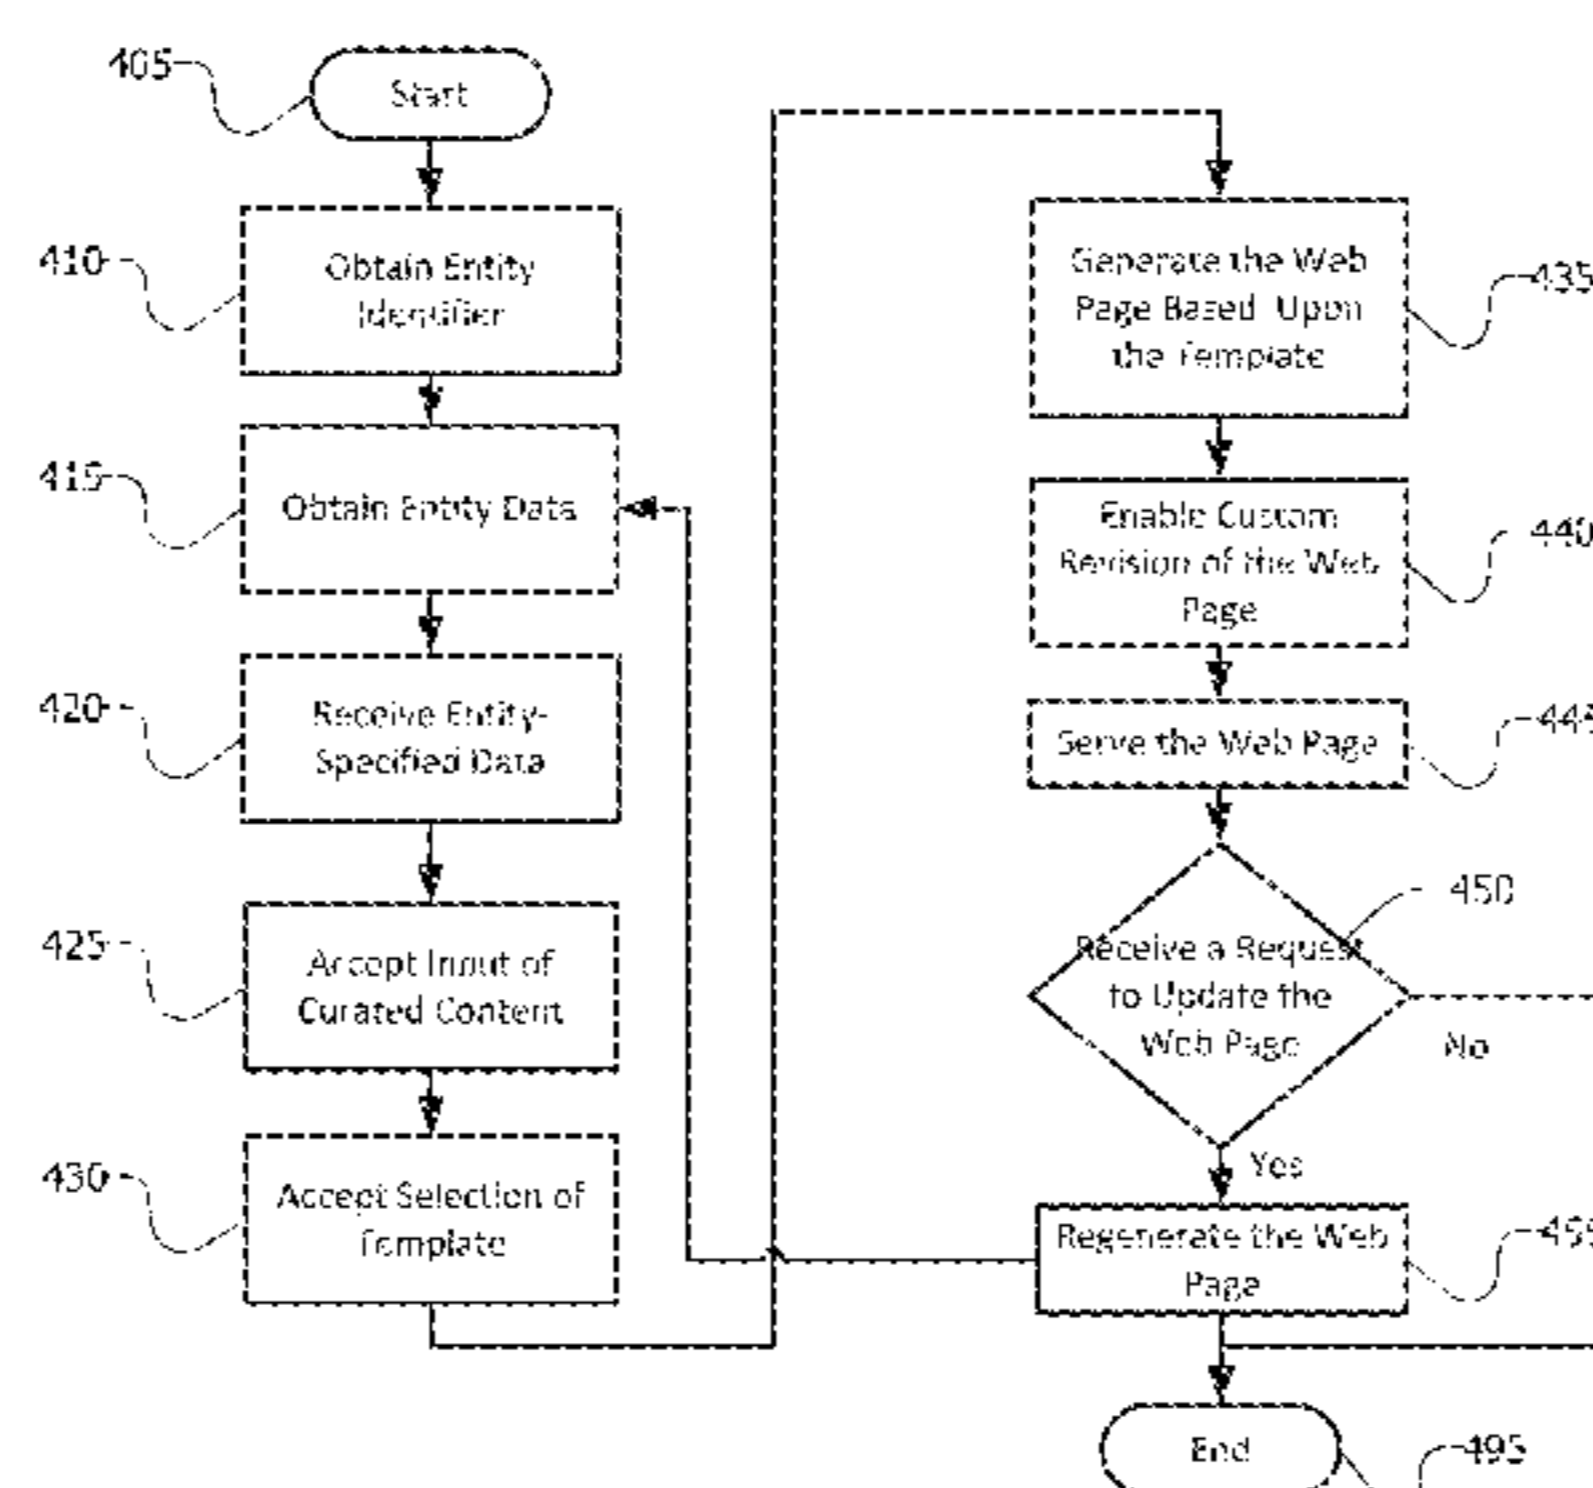 405
Start
410
Obtain Entity
Identifier
415
Obtain Entity Data
420
Receive Entity-
Specified Data
425
Accept Input of
Curated Content
430
Accept Selection of
Template
Generate the Web
Page Based Upon
the Template
435
Enable Custom
Revision of the Web
Page
440
Serve the Web Page
450
Receive a Request
to Update the
Web Page
No
Yes
Regenerate the Web
Page
End
495